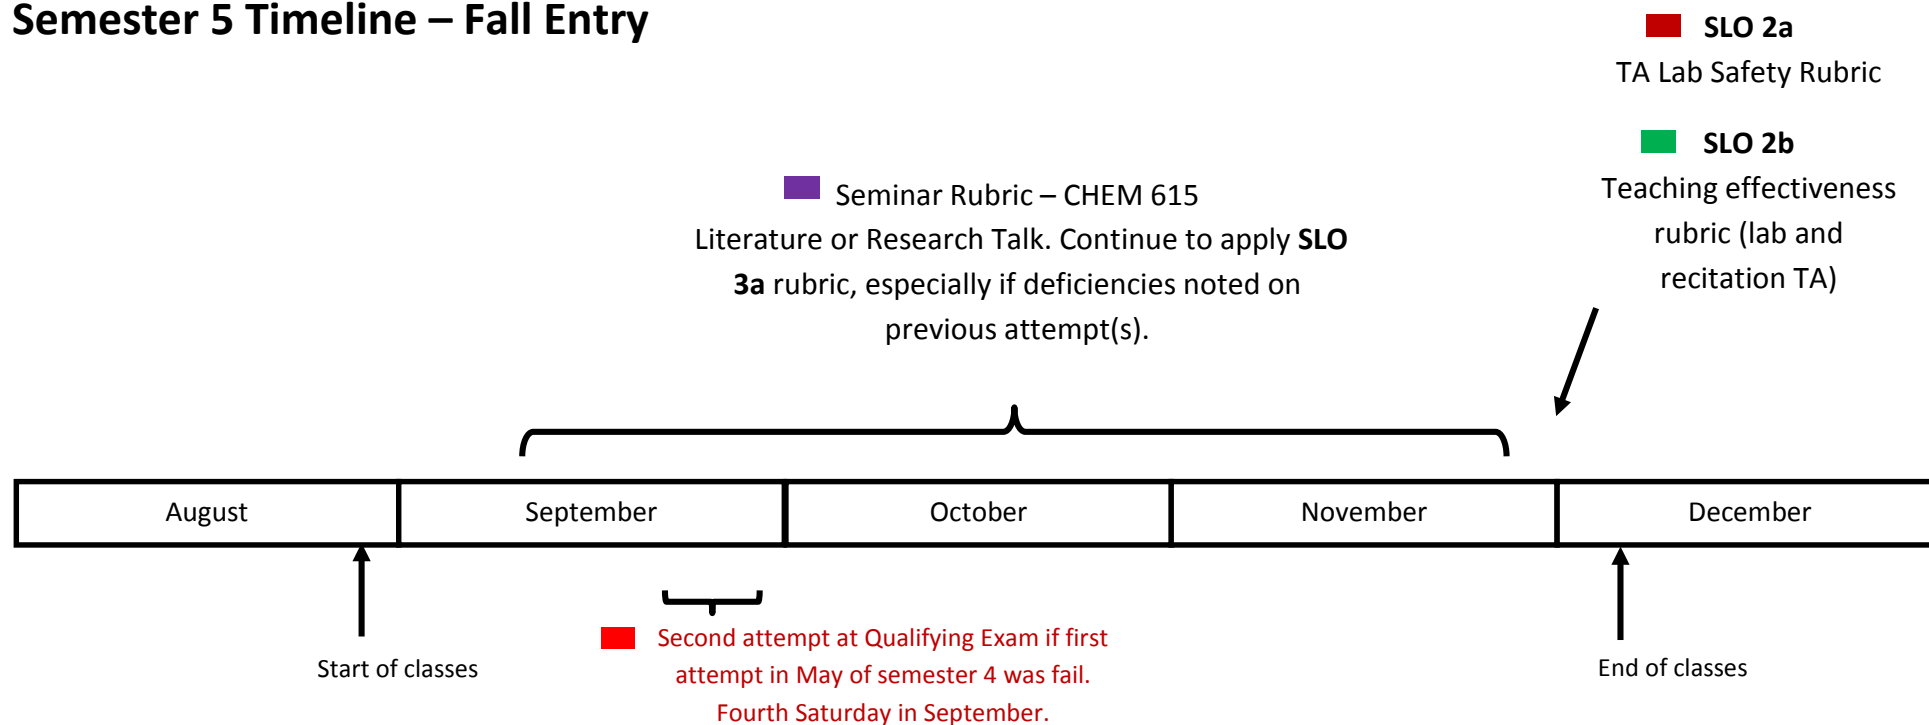 Semester 5 Timeline – Fall Entry
SLO 2a
TA Lab Safety Rubric
SLO 2b
Teaching effectiveness
rubric (lab and
recitation TA)
Seminar Rubric – CHEM 615
Literature or Research Talk. Continue to apply SLO
3a rubric, especially if deficiencies noted on
previous attempt(s).
August
September
October
November
December
Start of classes
Second attempt at Qualifying Exam if first
attempt in May of semester 4 was fail.
Fourth Saturday in September.
End of classes